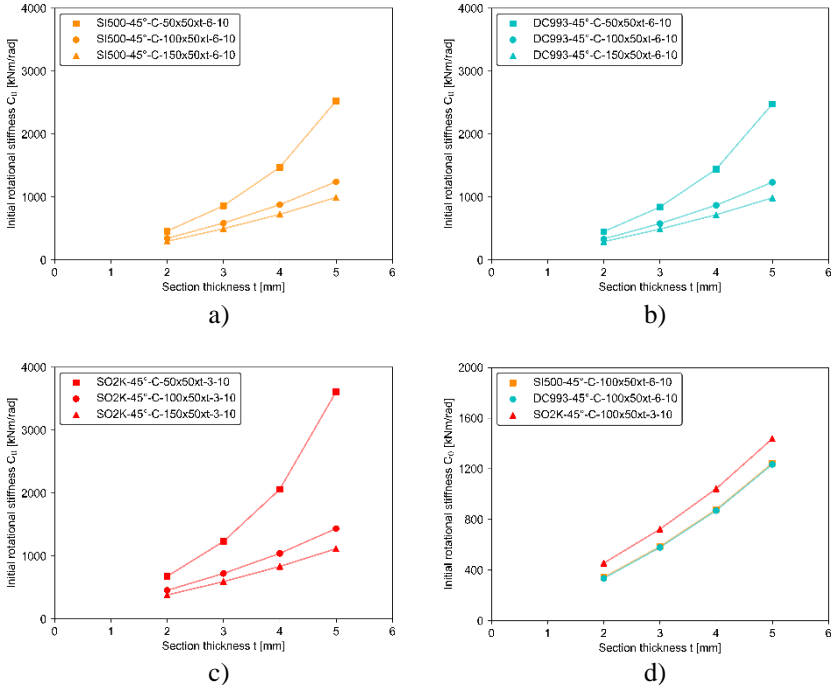 SI500-45°-C-50x50xt-6-10
SI500-45°-C-100x50xt-6-10
SI500-45°-C-150x50xt-6-10
Initial rotational stiffness C₀ [kNm/rad]
4000
3000
2000
1000
0
0 1 2 3 4 5 6
Section thickness t [mm]
a)
DC993-45°-C-50x50xt-6-10
DC993-45°-C-100x50xt-6-10
DC993-45°-C-150x50xt-6-10
Initial rotational stiffness C₀ [kNm/rad]
4000
3000
2000
1000
0
0 1 2 3 4 5 6
Section thickness t [mm]
b)
SO2K-45°-C-50x50xt-3-10
SO2K-45°-C-100x50xt-3-10
SO2K-45°-C-150x50xt-3-10
Initial rotational stiffness C₀ [kNm/rad]
4000
3000
2000
1000
0
0 1 2 3 4 5 6
Section thickness t [mm]
c)
SI500-45°-C-100x50xt-6-10
DC993-45°-C-100x50xt-6-10
SO2K-45°-C-100x50xt-3-10
Initial rotational stiffness C₀ [kNm/rad]
2000
1600
1200
800
400
0
0 1 2 3 4 5 6
Section thickness t [mm]
d)